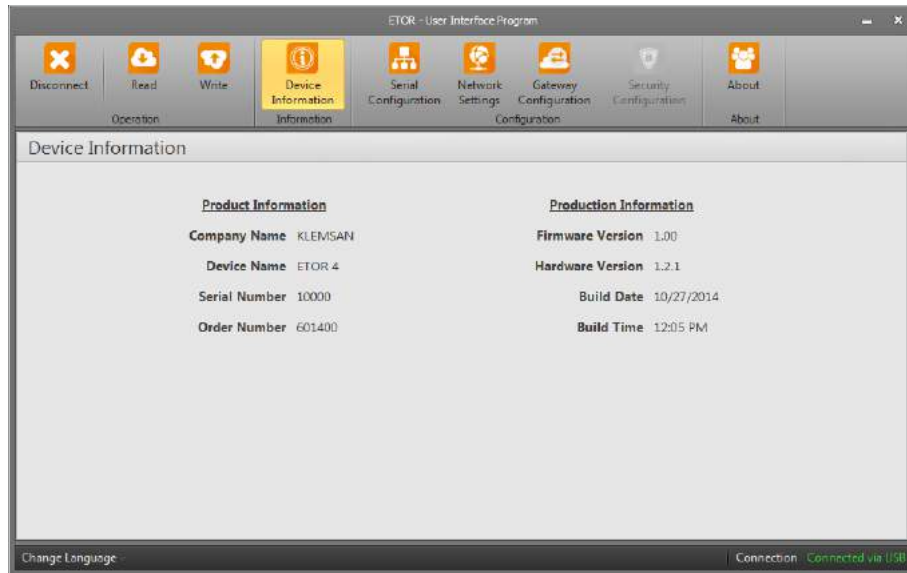 ETOR - User Interface Program
Disconnect
Read
Write
Device
Information
Serial
Configuration
Network
Settings
Gateway
Configuration
Security
Configuration
About
Operation
Information
Configuration
About
Device Information
Product Information
Company Name KLEMSAN
Device Name ETOR 4
Serial Number 10000
Order Number 601400
Production Information
Firmware Version 1.00
Hardware Version 1.2.1
Build Date 10/27/2014
Build Time 12:05 PM
Change Language
Connection Connected via USB